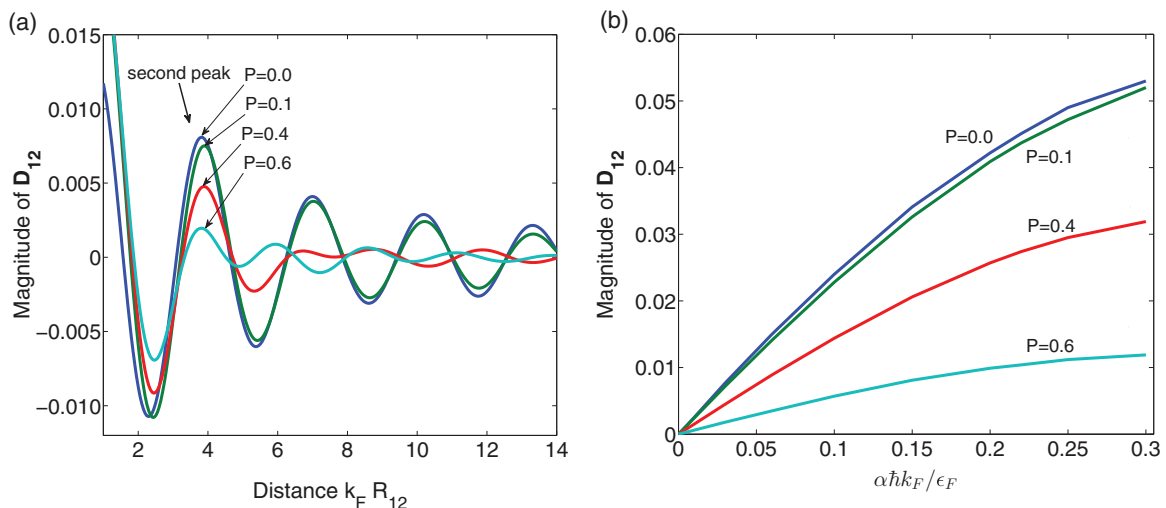 (a)
0.015
0.010
0.005
0
−0.005
−0.010
Magnitude of D12
second peak
P=0.0
P=0.1
P=0.4
P=0.6
2 4 6 8 10 12 14
Distance kF R12
(b)
0.06
0.05
0.04
0.03
0.02
0.01
0
Magnitude of D12
P=0.0
P=0.1
P=0.4
P=0.6
0 0.05 0.1 0.15 0.2 0.25 0.3
αℏkF/ϵF